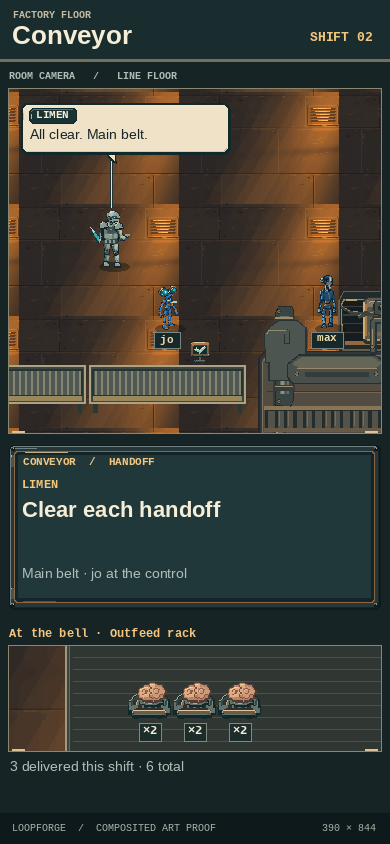 FACTORY FLOOR
Conveyor
SHIFT 02
ROOM CAMERA / LINE FLOOR
LIMEN
All clear. Main belt.
jo
max
CONVEYOR / HANDOFF
LIMEN
Clear each handoff
Main belt · jo at the control
At the bell · Outfeed rack
×2 ×2 ×2
3 delivered this shift · 6 total
LOOPFORGE / COMPOSITED ART PROOF
390 × 844